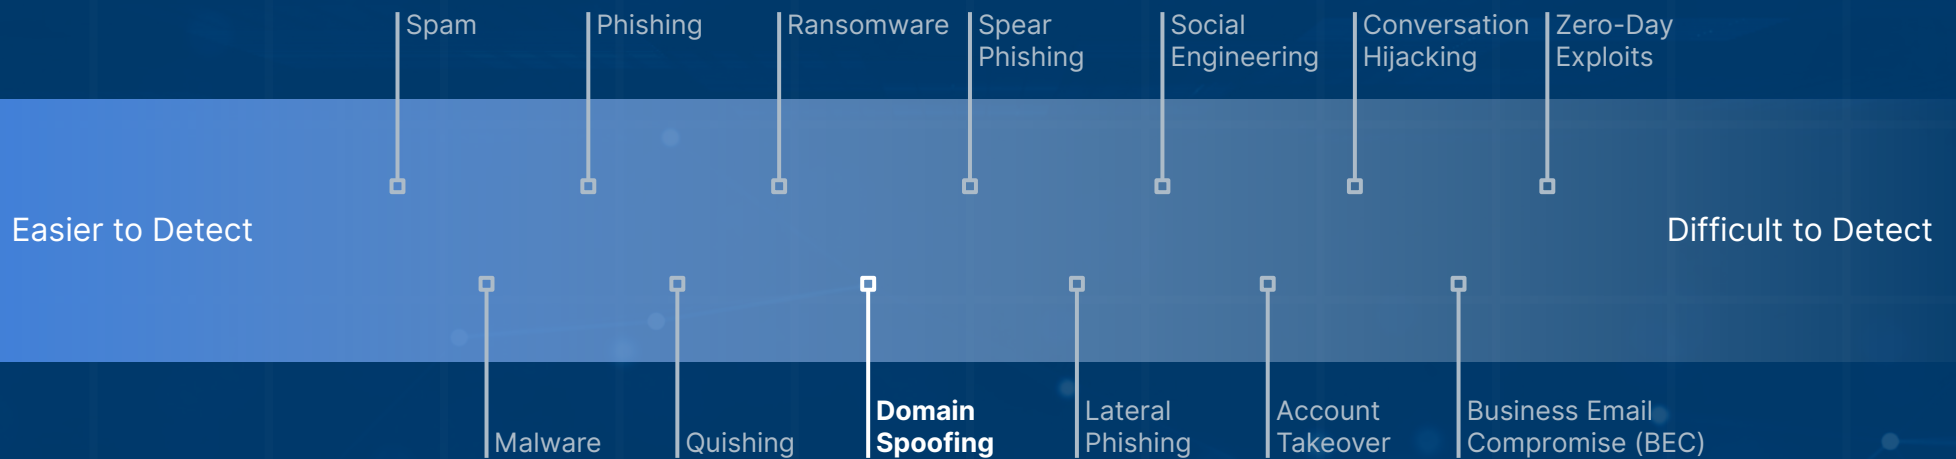 Spam
Phishing
Ransomware
Spear
Phishing
Social
Engineering
Conversation
Hijacking
Zero-Day
Exploits
Easier to Detect
Difficult to Detect
Malware
Quishing
Domain
Spoofing
Lateral
Phishing
Account
Takeover
Business Email
Compromise (BEC)